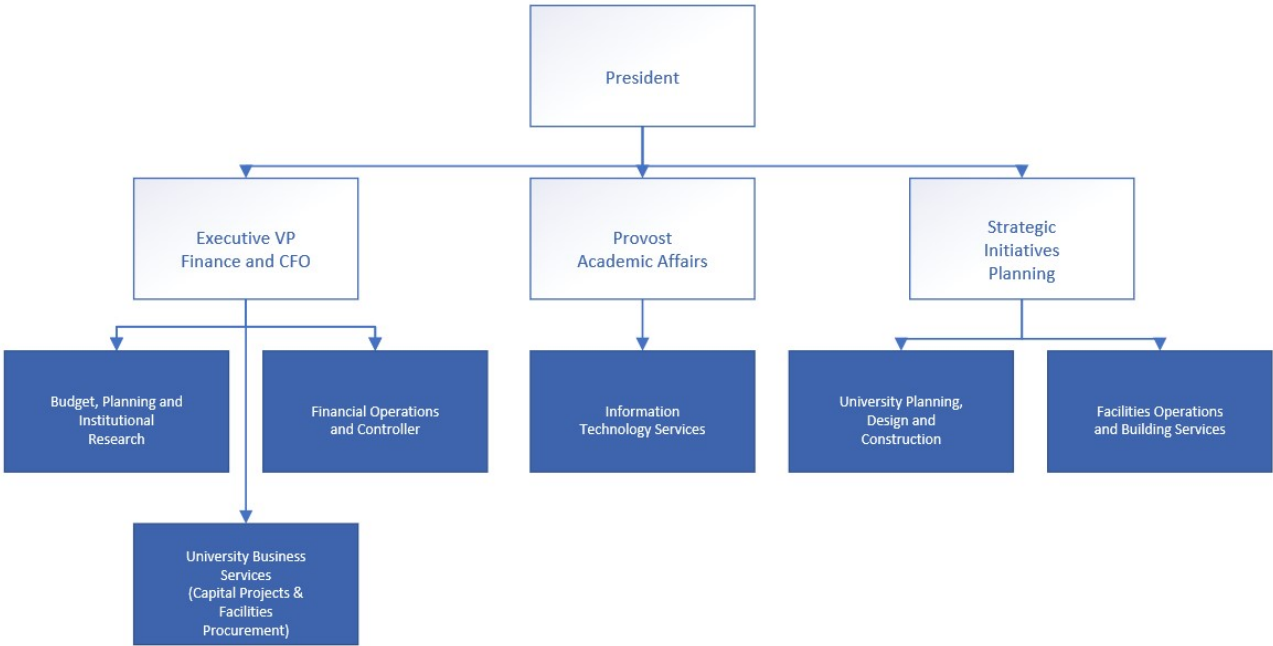 President
Executive VP
Finance and CFO
Provost
Academic Affairs
Strategic
Initiatives
Planning
Budget, Planning and
Institutional
Research
Financial Operations
and Controller
Information
Technology Services
University Planning,
Design and
Construction
Facilities Operations
and Building Services
University Business
Services
(Capital Projects &
Facilities
Procurement)